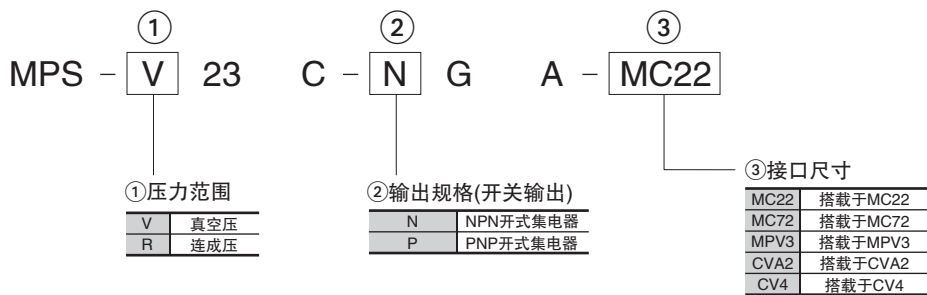 ① ② ③
MPS - V 23 C - N G A - MC22
①压力范围
V 真空压
R 连成压
②输出规格(开关输出)
N NPN开式集电器
P PNP开式集电器
③接口尺寸
MC22 搭载于MC22
MC72 搭载于MC72
MPV3 搭载于MPV3
CVA2 搭载于CVA2
CV4 搭载于CV4